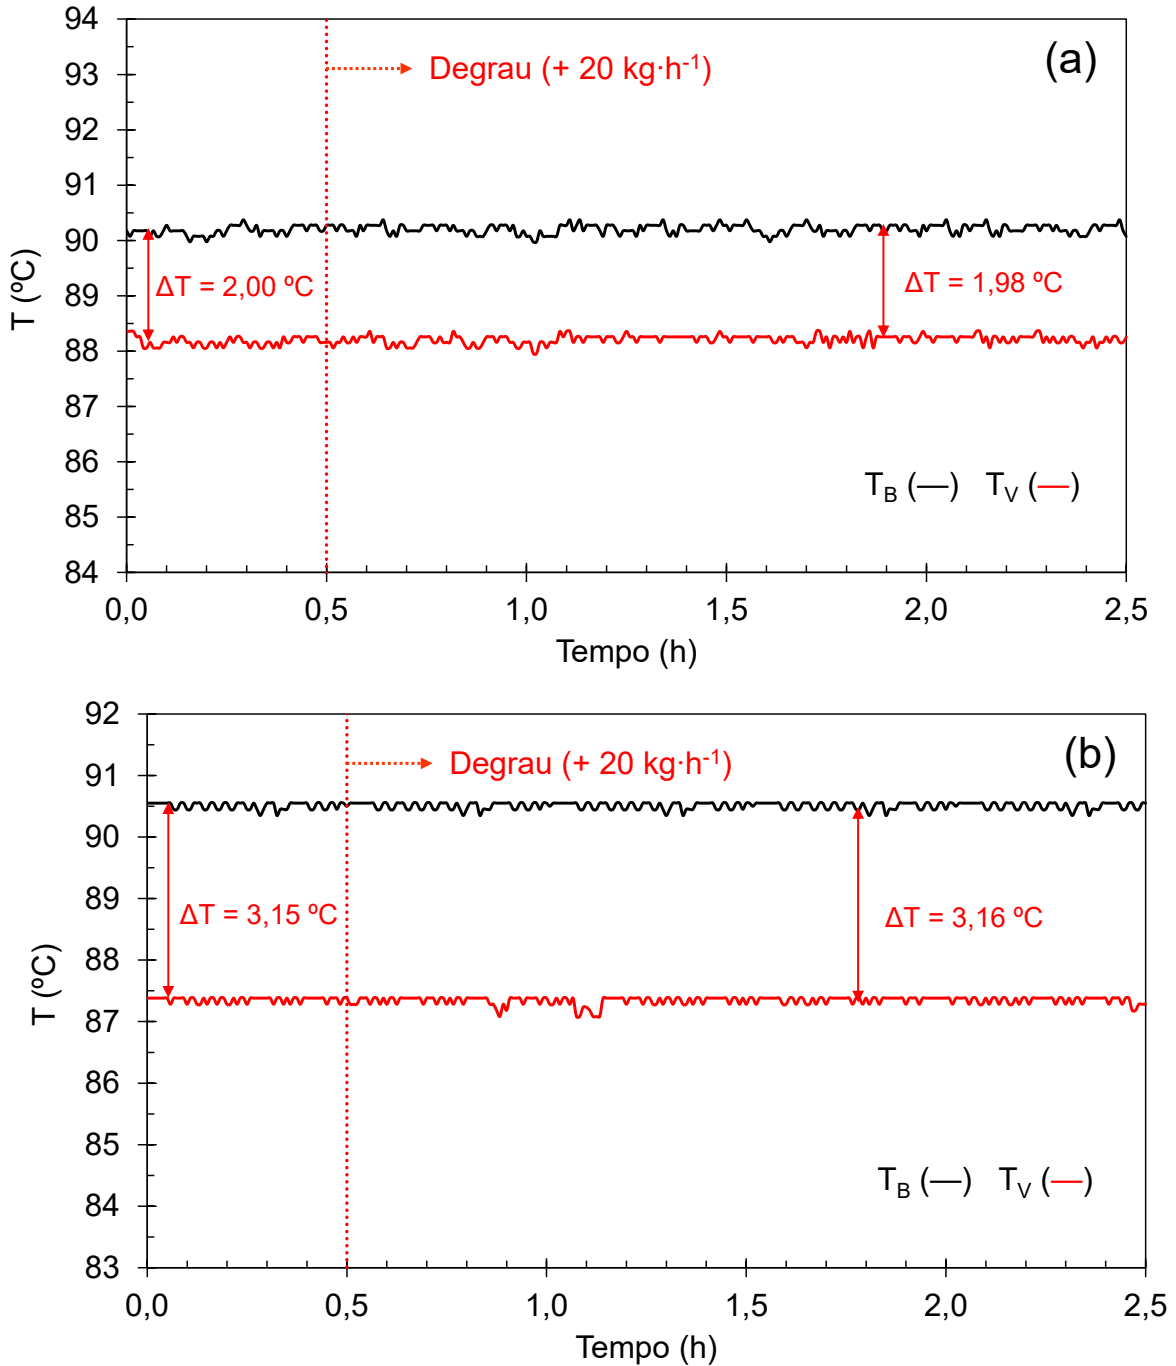 94
93
92
91
90
89
88
87
86
85
84
T (ºC)
Degrau (+ 20 kg·h-1)
(a)
ΔT = 2,00 ºC
ΔT = 1,98 ºC
TB (—) TV (—)
0,0 0,5 1,0 1,5 2,0 2,5
Tempo (h)
92
91
90
89
88
87
86
85
84
83
T (ºC)
Degrau (+ 20 kg·h-1)
(b)
ΔT = 3,15 ºC
ΔT = 3,16 ºC
TB (—) TV (—)
0,0 0,5 1,0 1,5 2,0 2,5
Tempo (h)